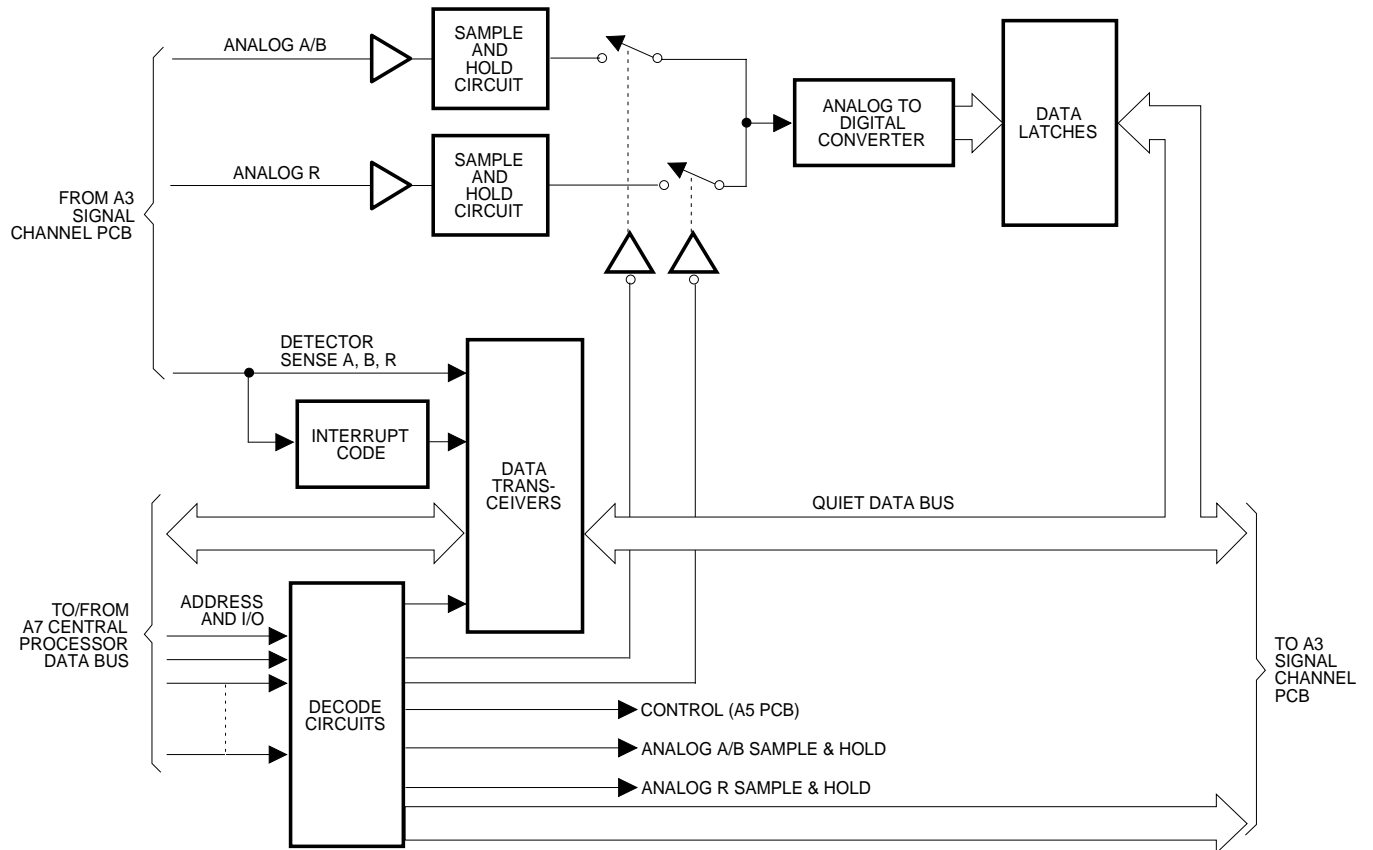 ANALOG A/B
SAMPLE
AND
HOLD
CIRCUIT
ANALOG TO
DIGITAL
CONVERTER
DATA
LATCHES
ANALOG R
SAMPLE
AND
HOLD
CIRCUIT
FROM A3
SIGNAL
CHANNEL PCB
DETECTOR
SENSE A, B, R
INTERRUPT
CODE
DATA
TRANS-
CEIVERS
QUIET DATA BUS
TO/FROM
A7 CENTRAL
PROCESSOR
DATA BUS
ADDRESS
AND I/O
DECODE
CIRCUITS
CONTROL (A5 PCB)
ANALOG A/B SAMPLE & HOLD
ANALOG R SAMPLE & HOLD
TO A3
SIGNAL
CHANNEL
PCB